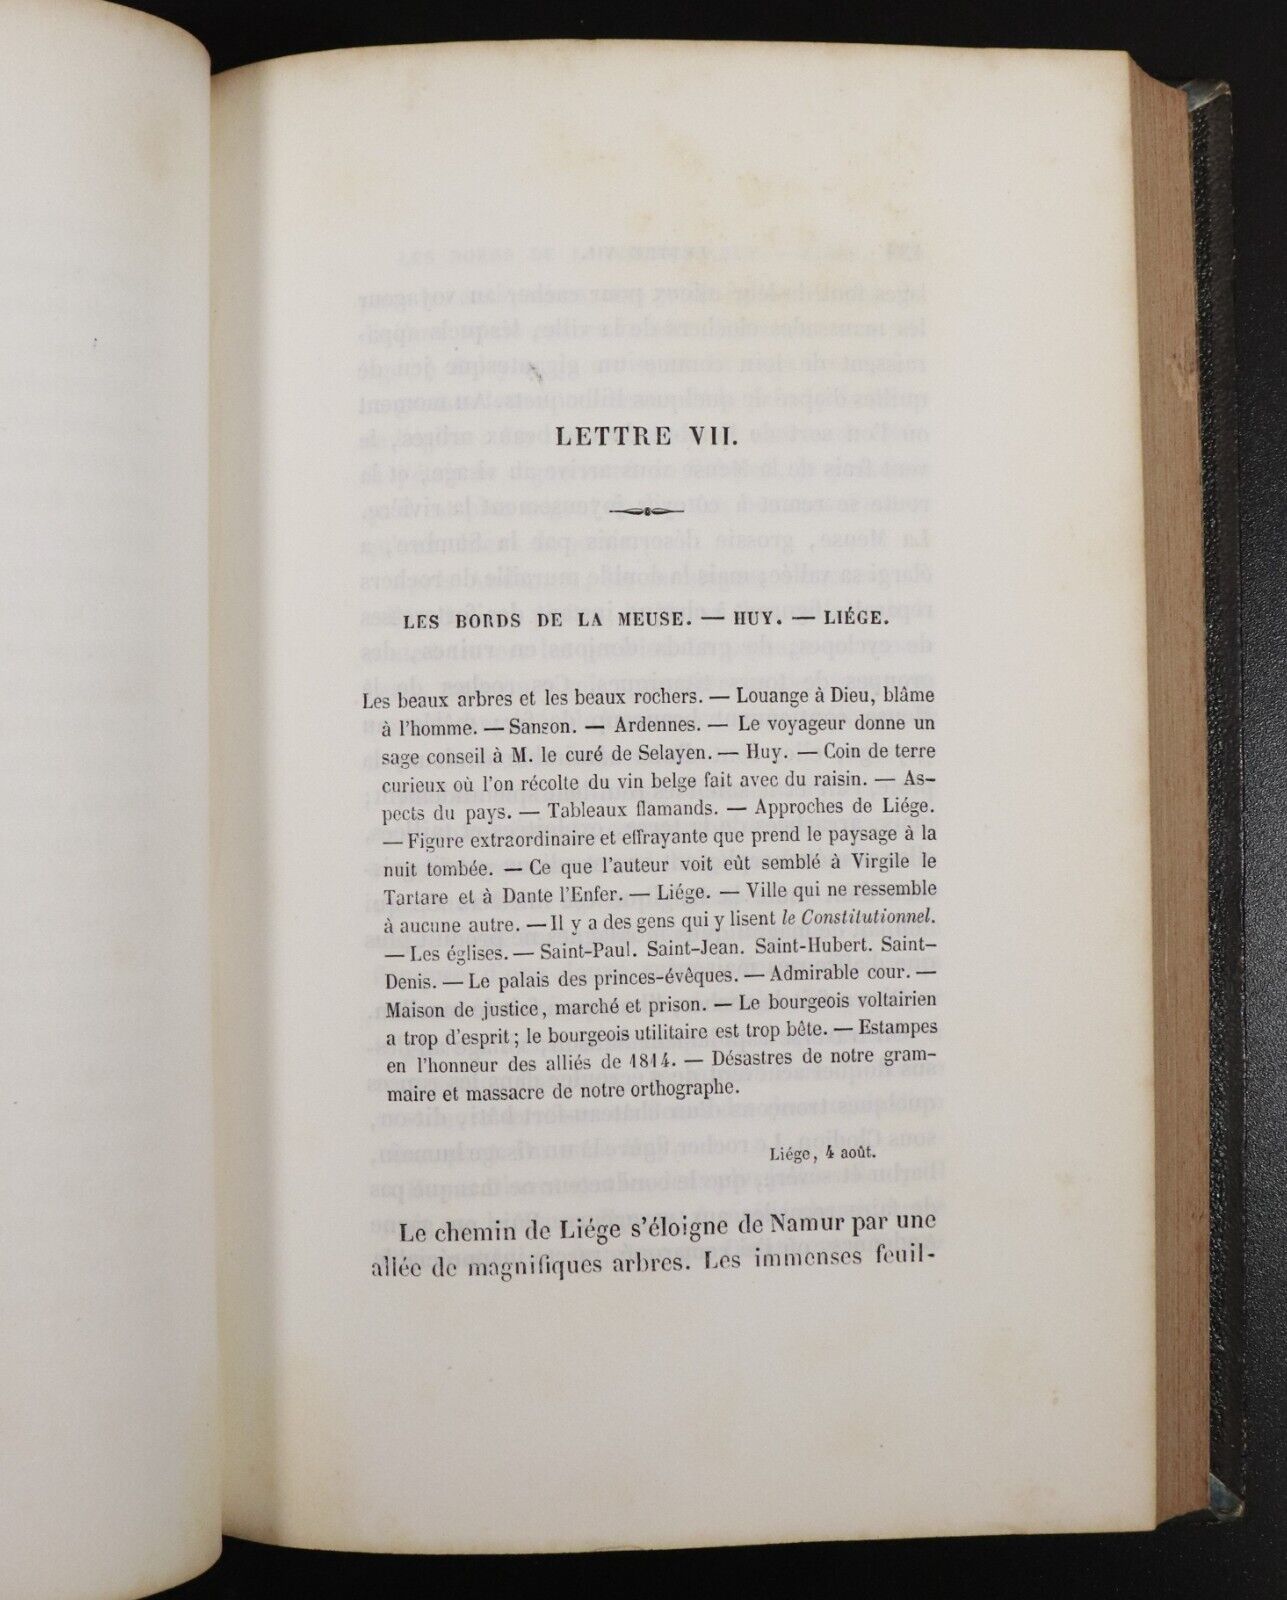 LETTRE VII.
LES BORDS DE LA MEUSE. — HUY. — LIÉGE.
Les beaux arbres et les beaux rochers. — Louange à Dieu, blâme
à l'homme. — Sanson. — Ardennes. — Le voyageur donne un
sage conseil à M. le curé de Selayen. — Huy. — Coin de terre
curieux où l'on récolte du vin belge fait avec du raisin. — As-
pects du pays. — Tableaux flamands. — Approches de Liége.
— Figure extraordinaire et effrayante que prend le paysage à la
nuit tombée. — Ce que l'auteur voit eût semblé à Virgile le
Tartare et à Dante l'Enfer. — Liége. — Ville qui ne ressemble
à aucune autre. — Il y a des gens qui y lisent le Constitutionnel.
— Les églises. — Saint-Paul. Saint-Jean. Saint-Hubert. Saint-
Denis. — Le palais des princes-évêques. — Admirable cour. —
Maison de justice, marché et prison. — Le bourgeois voltairien
a trop d'esprit ; le bourgeois utilitaire est trop bête. — Estampes
en l'honneur des alliés de 1814. — Désastres de notre gram-
maire et massacre de notre orthographe.
Liége, 4 août.
Le chemin de Liége s'éloigne de Namur par une
allée de magnifiques arbres. Les immenses feuil-